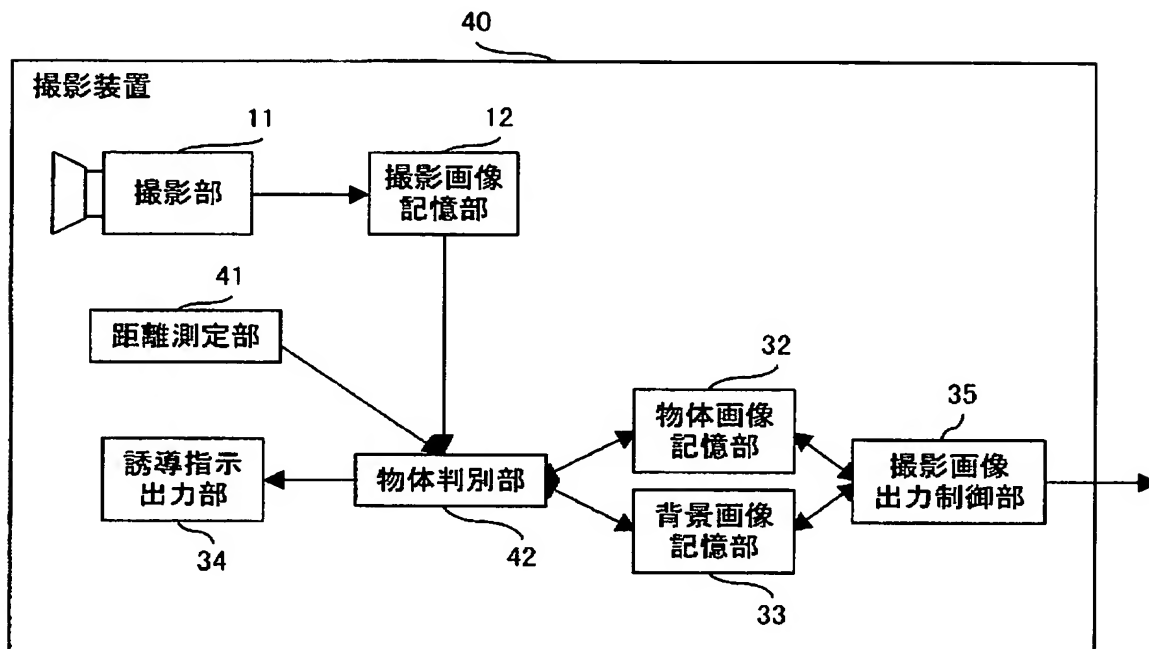 40
撮影装置
11
12
撮影部
撮影画像
記憶部
41
距離測定部
32
物体画像
記憶部
35
撮影画像
出力制御部
誘導指示
出力部
34
物体判別部
42
背景画像
記憶部
33